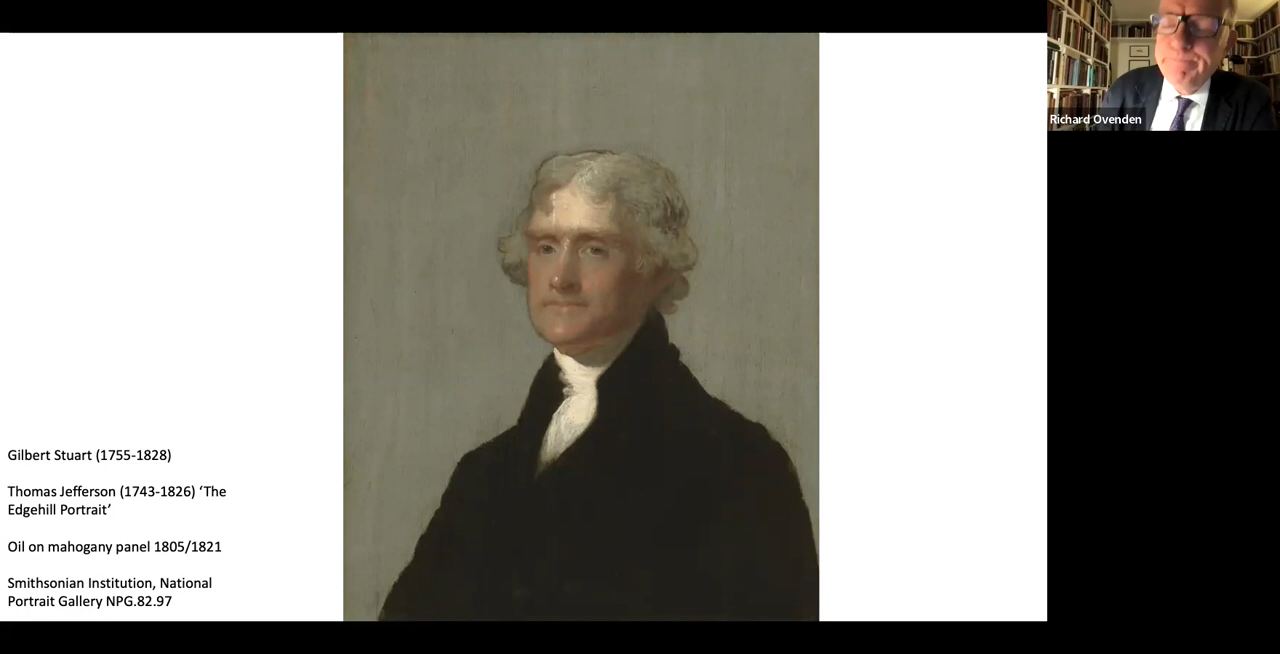 Richard Ovenden
Gilbert Stuart (1755-1828)
Thomas Jefferson (1743-1826) ‘The
Edgehill Portrait’
Oil on mahogany panel 1805/1821
Smithsonian Institution, National
Portrait Gallery NPG.82.97